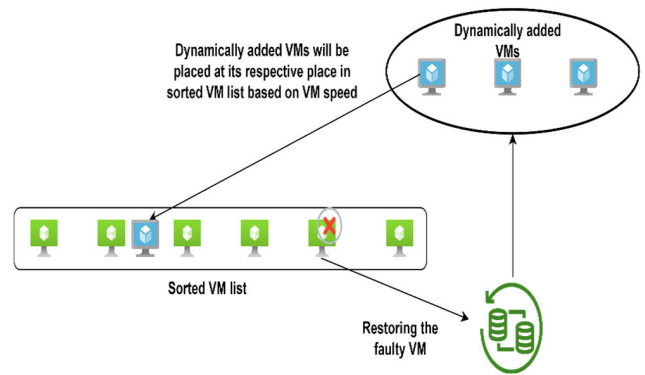 Dynamically added VMs will be
placed at its respective place in
sorted VM list based on VM speed
Dynamically added
VMs
Sorted VM list
Restoring the
faulty VM